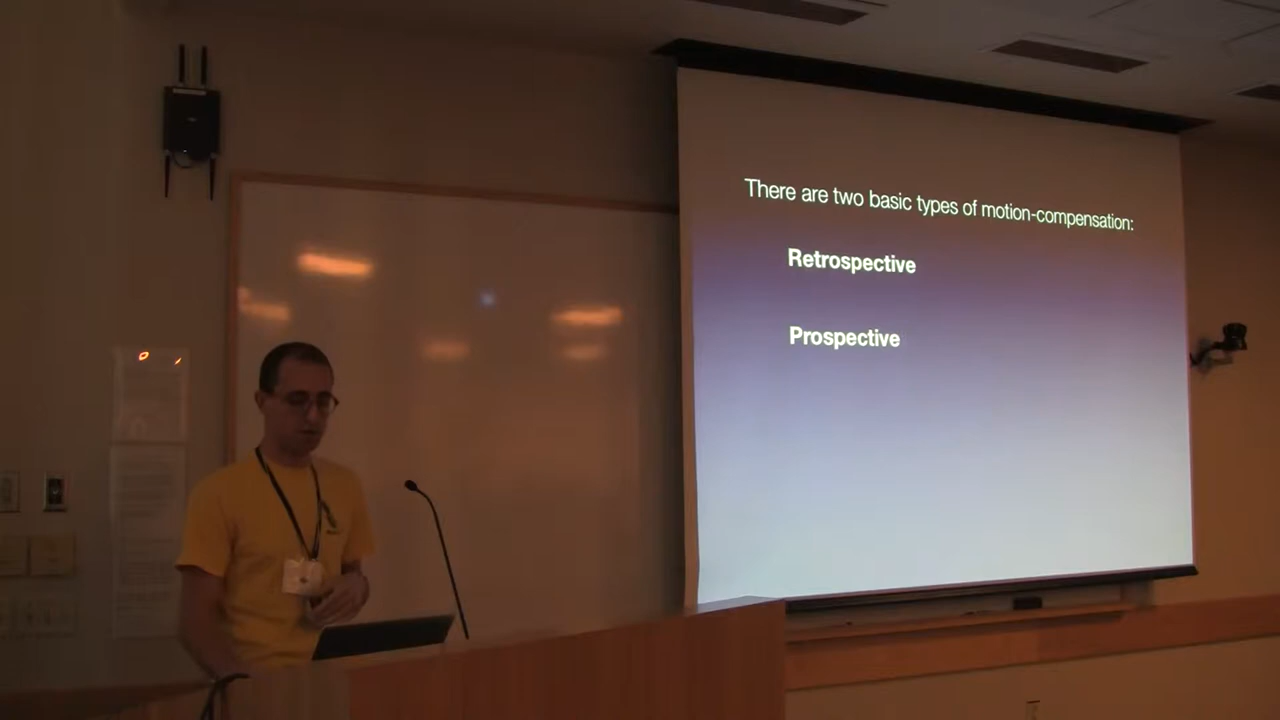 There are two basic types of motion-compensation:
Retrospective
Prospective